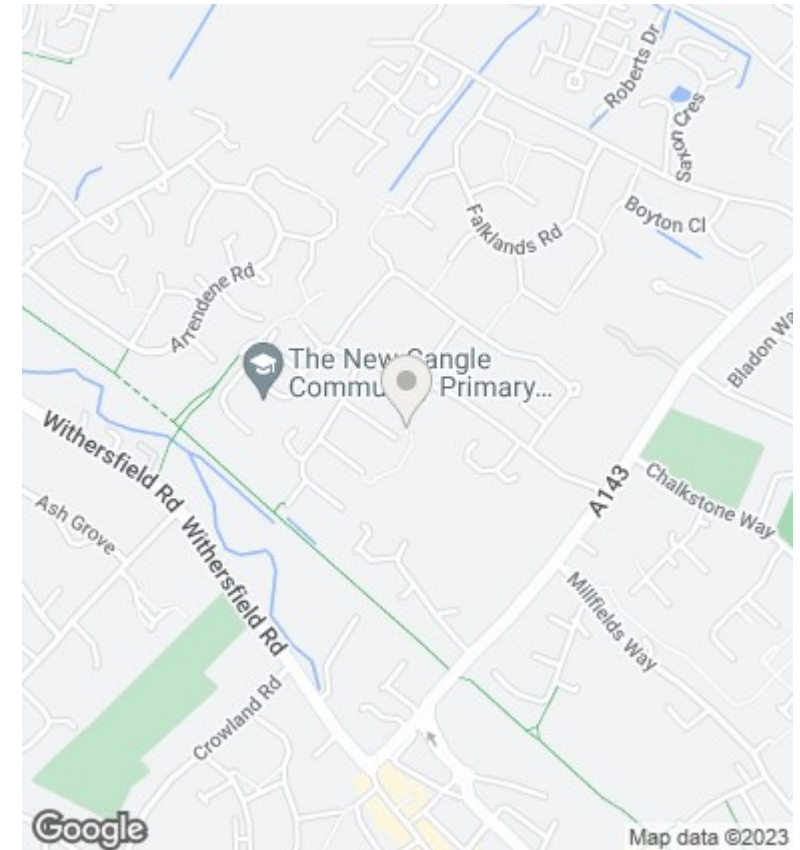 Roberts Dr
Saxon Cres
Boyton Cl
Falklands Rd
Arrendene Rd
Bladon Way
The New Cangle
Community Primary...
Withersfield Rd
Withersfield Rd
A143
Chalkstone Way
Ash Grove
Millfields Way
Crowland Rd
Google
Map data ©2023